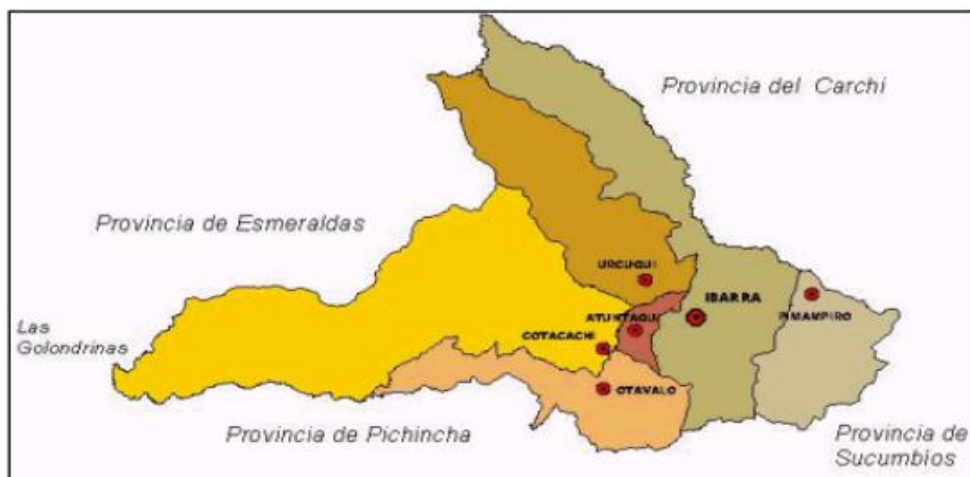 Provincia del Carchi
Provincia de Esmeraldas
URCUQUI
IBARRA
PIMAMPIRO
ATUNTAQUI
Las
Golondrinas
COTACACHI
OTAVALO
Provincia de Pichincha
Provincia de
Sucumbíos